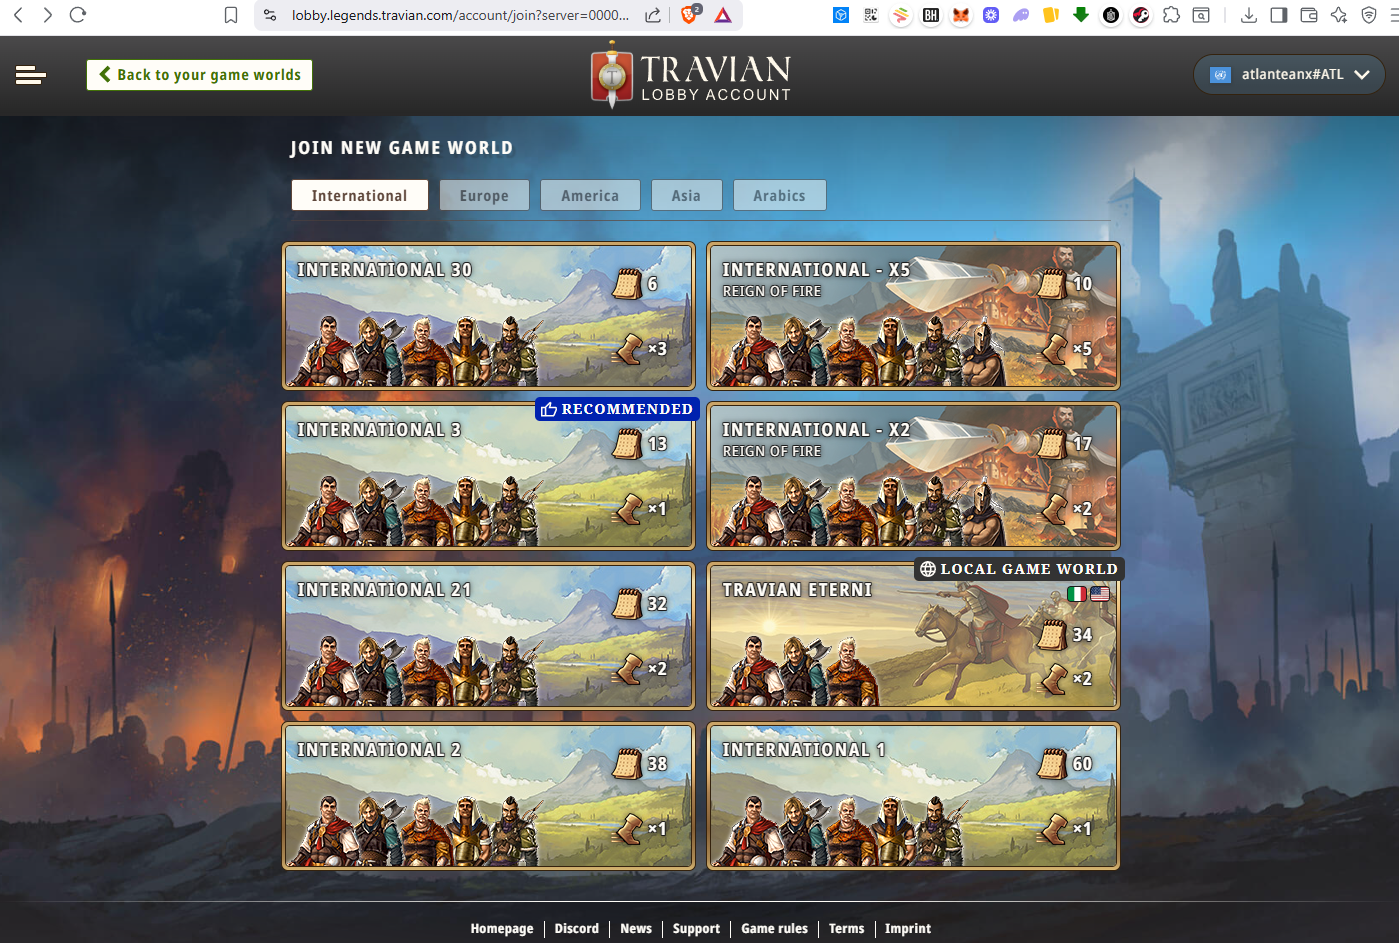 lobby.legends.travian.com/account/join?server=0000...
2
BH
Back to your game worlds
T
TRAVIAN
LOBBY ACCOUNT
atlanteanx#ATL
JOIN NEW GAME WORLD
International
Europe
America
Asia
Arabics
INTERNATIONAL 30
6
×3
INTERNATIONAL - X5
REIGN OF FIRE
10
×5
RECOMMENDED
INTERNATIONAL 3
13
×1
INTERNATIONAL - X2
REIGN OF FIRE
17
×2
INTERNATIONAL 21
32
×2
LOCAL GAME WORLD
TRAVIAN ETERNI
34
×2
INTERNATIONAL 2
38
×1
INTERNATIONAL 1
60
×1
Homepage
Discord
News
Support
Game rules
Terms
Imprint